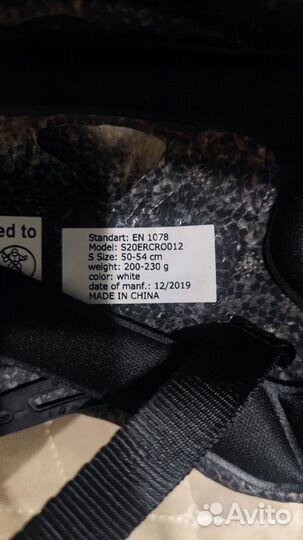 ed to
Standart: EN 1078
Model: S20ERCRO012
S Size: 50-54 cm
weight: 200-230 g
color: white
date of manf.: 12/2019
MADE IN CHINA
Avito